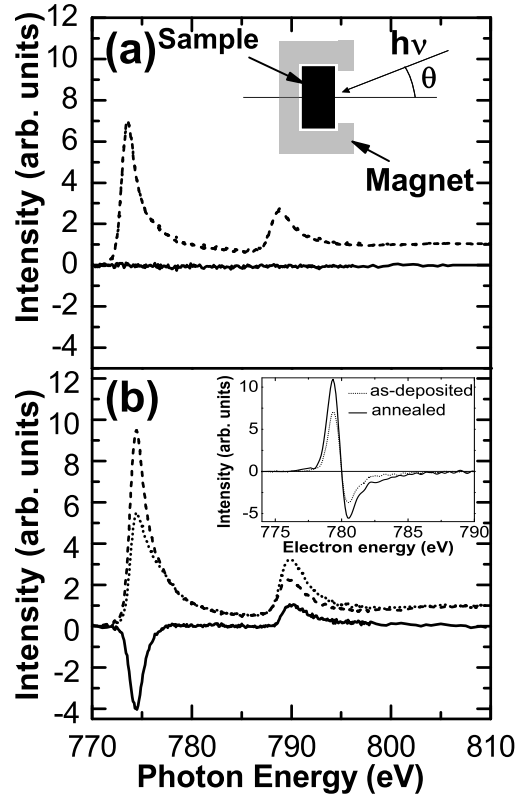 (a)
Sample
hν
θ
Magnet
Intensity (arb. units)
12
10
8
6
4
2
0
-2
-4
(b)
Intensity (arb. units)
12
10
8
6
4
2
0
-2
-4
as-deposited
annealed
Intensity (arb. units)
10
5
0
-5
775 780 785 790
Electron energy (eV)
770 780 790 800 810
Photon Energy (eV)